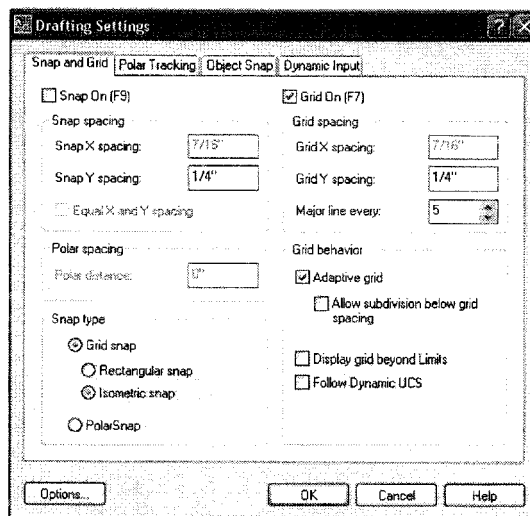 Drafting Settings
Snap and Grid Polar Tracking Object Snap Dynamic Input
Snap On (F9)
Snap spacing
Snap X spacing: 7/16"
Snap Y spacing: 1/4"
Equal X and Y spacing
Polar spacing
Polar distance: 0"
Snap type
Grid snap
Rectangular snap
Isometric snap
PolarSnap
Grid On (F7)
Grid spacing
Grid X spacing: 7/16"
Grid Y spacing: 1/4"
Major line every: 5
Grid behavior
Adaptive grid
Allow subdivision below grid
spacing
Display grid beyond Limits
Follow Dynamic UCS
Options... OK Cancel Help